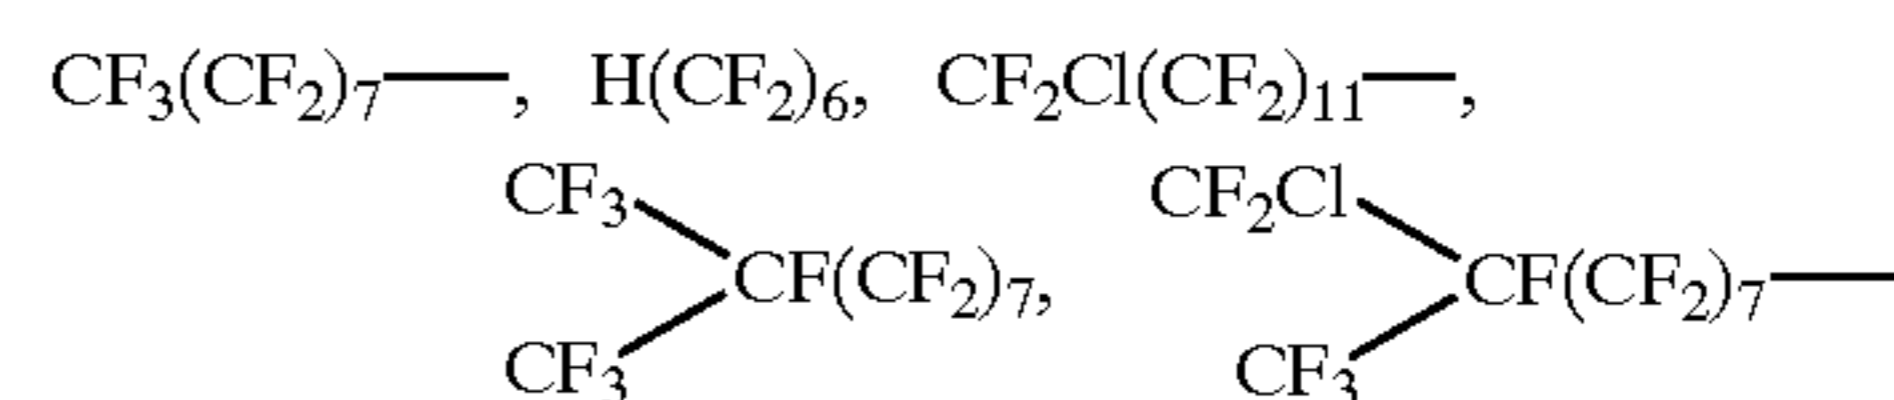 CF₃(CF₂)₇—, H(CF₂)₆, CF₂Cl(CF₂)₁₁—,
CF₃ CF₂Cl
CF(CF₂)₇, CF(CF₂)₇—
CF₃ CF₃